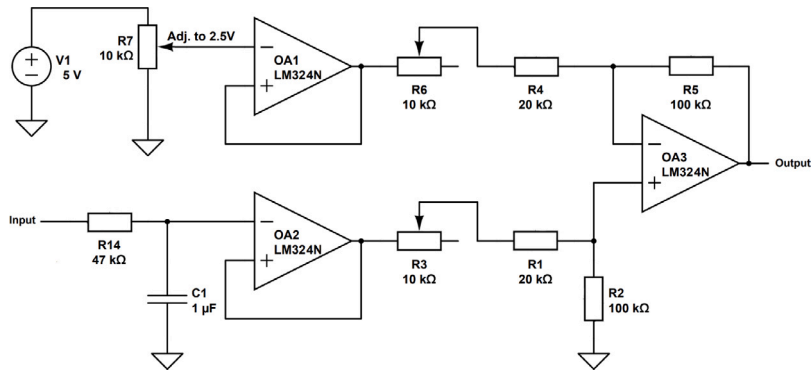 V1
5 V
R7
10 kΩ
Adj. to 2.5V
−
+
OA1
LM324N
R6
10 kΩ
R4
20 kΩ
R5
100 kΩ
−
+
OA3
LM324N
Output
Input
R14
47 kΩ
C1
1 µF
−
+
OA2
LM324N
R3
10 kΩ
R1
20 kΩ
R2
100 kΩ